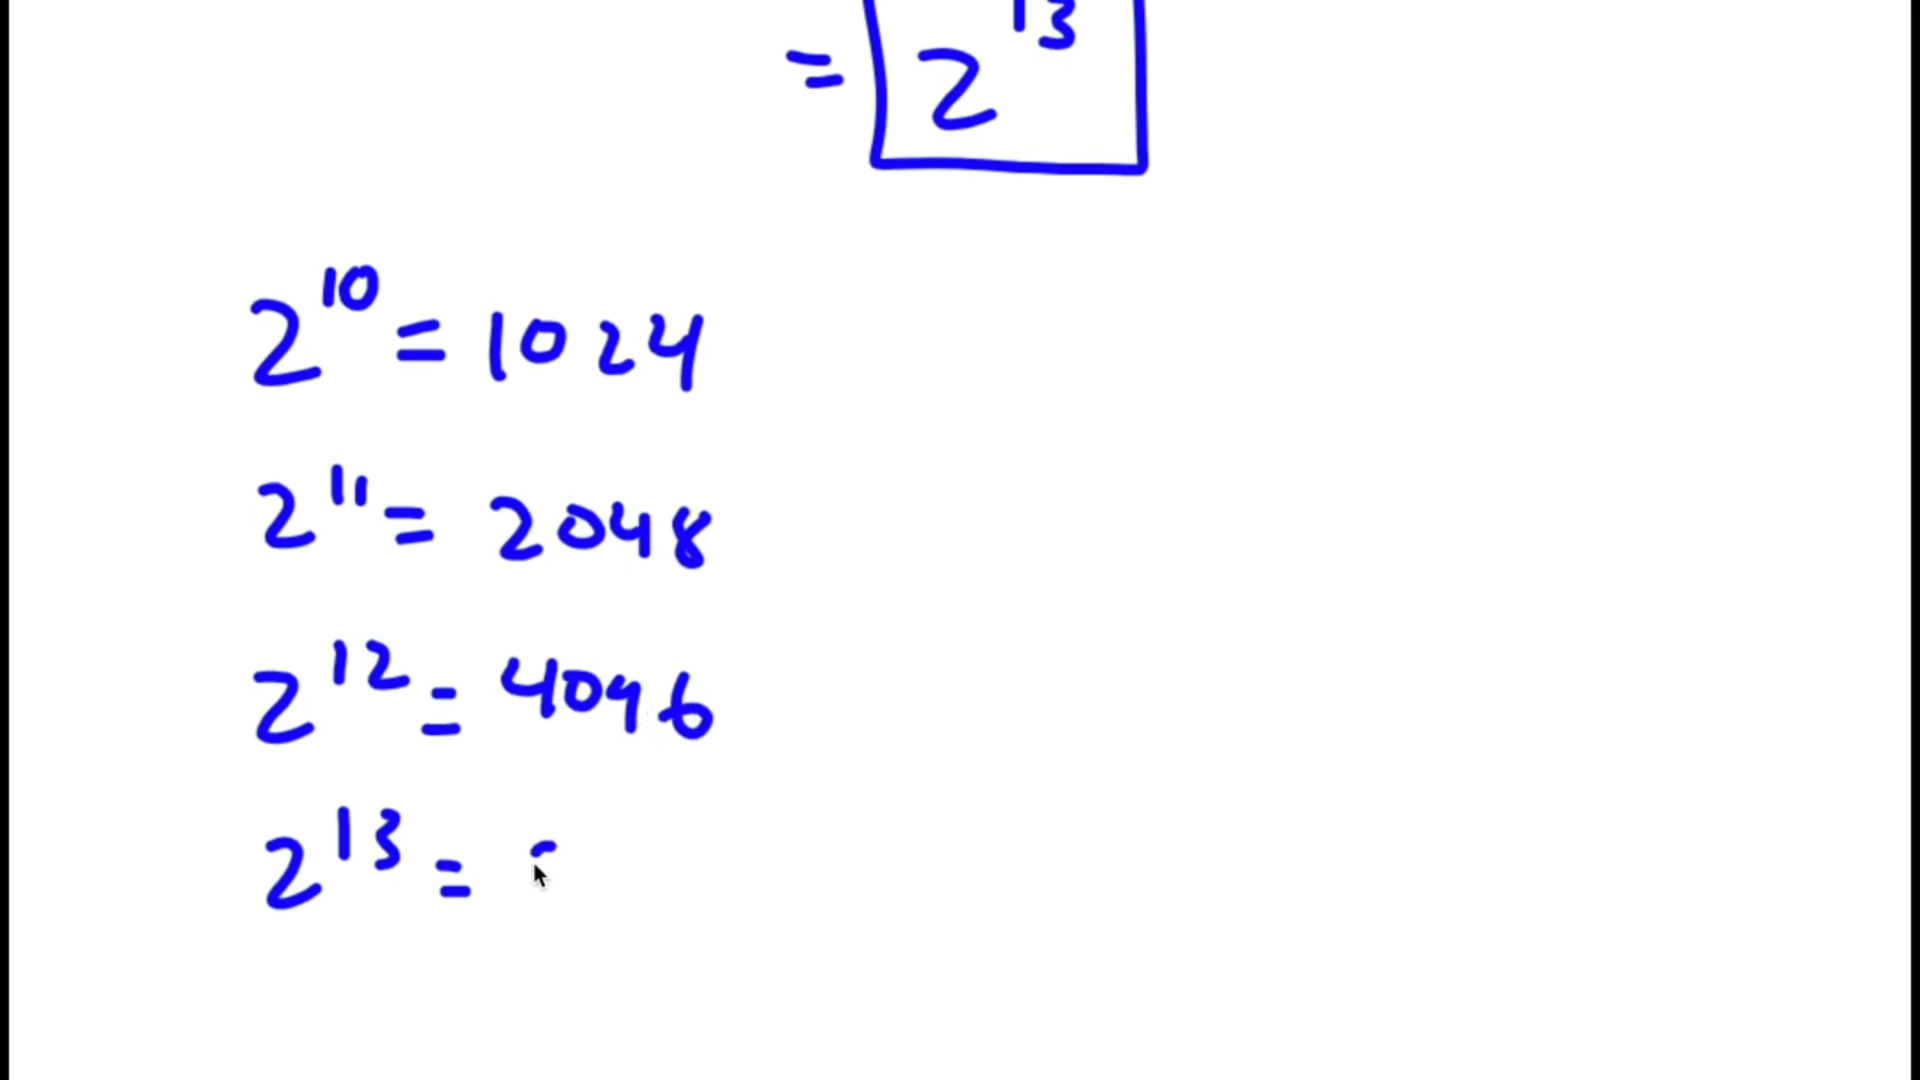 = 2^13
2^10 = 1024
2^11 = 2048
2^12 = 4096
2^13 =